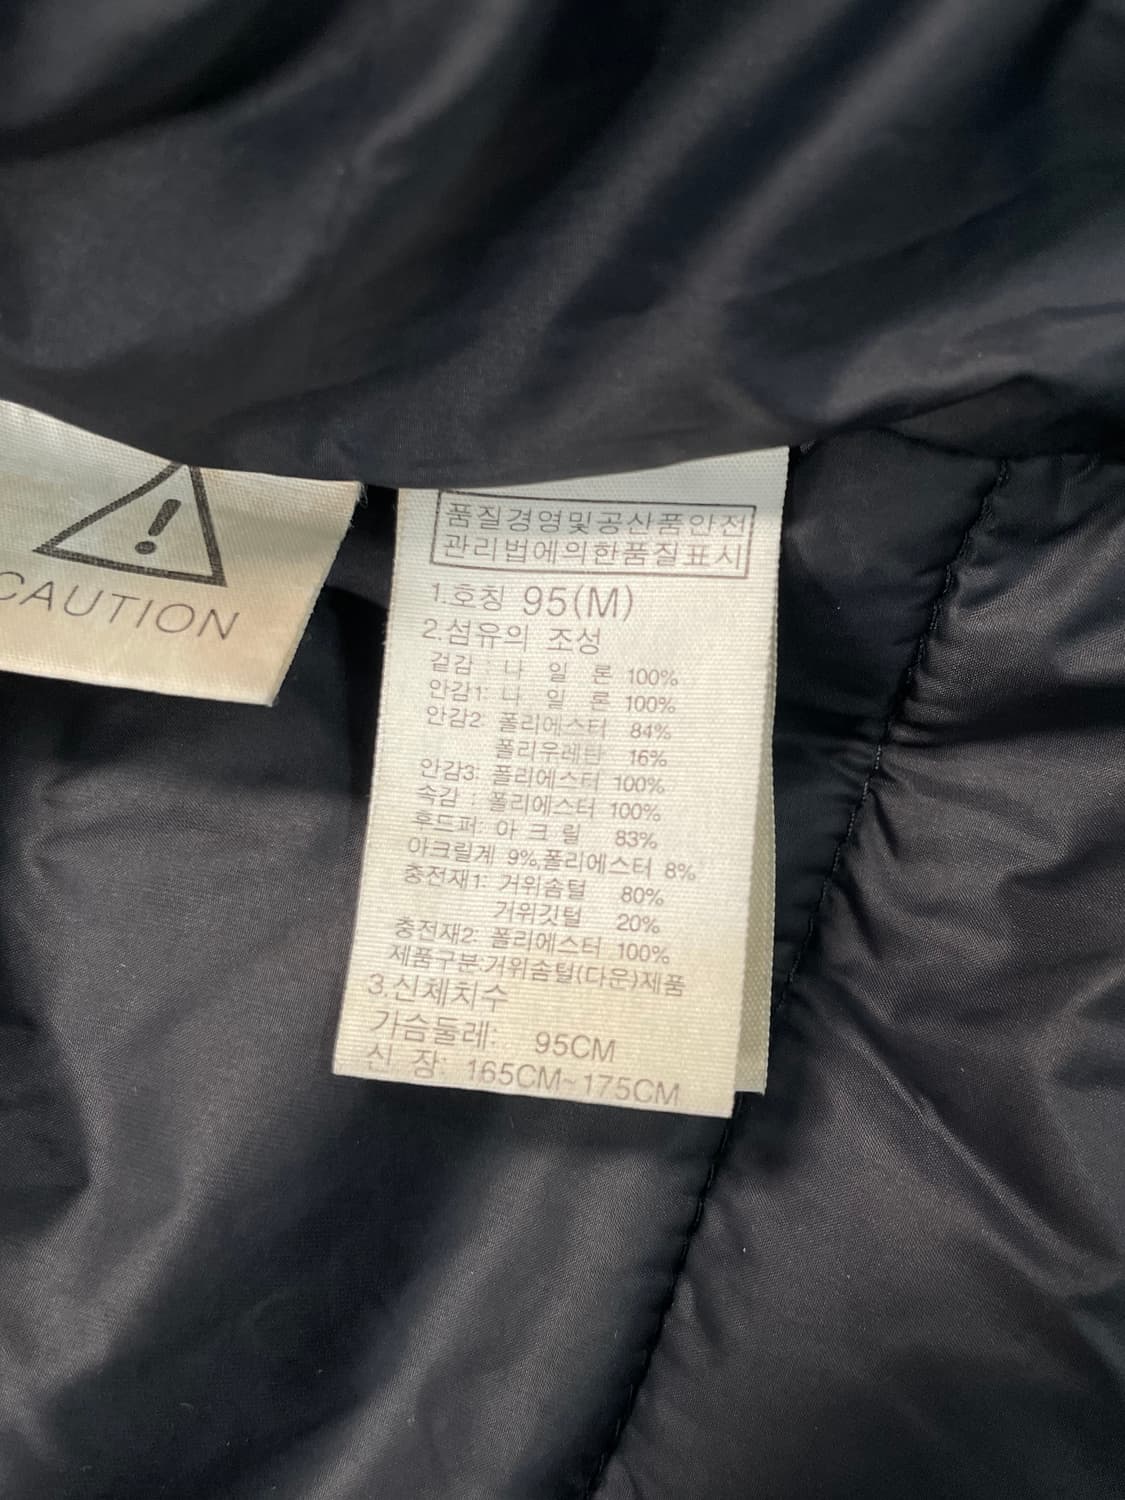 CAUTION
품질경영및공산품안전
관리법에의한품질표시
1.호칭 95(M)
2.섬유의 조성
겉감 : 나 일 론 100%
안감1: 나 일 론 100%
안감2 폴리에스터 84%
폴리우레탄 16%
안감3: 폴리에스터 100%
속감 : 폴리에스터 100%
후드퍼: 아 크 릴 83%
아크릴계 9%,폴리에스터 8%
충전재1: 거위솜털 80%
거위깃털 20%
충전재2: 폴리에스터 100%
제품구분:거위솜털(다운)제품
3.신체치수
가슴둘레: 95CM
신 장: 165CM~175CM